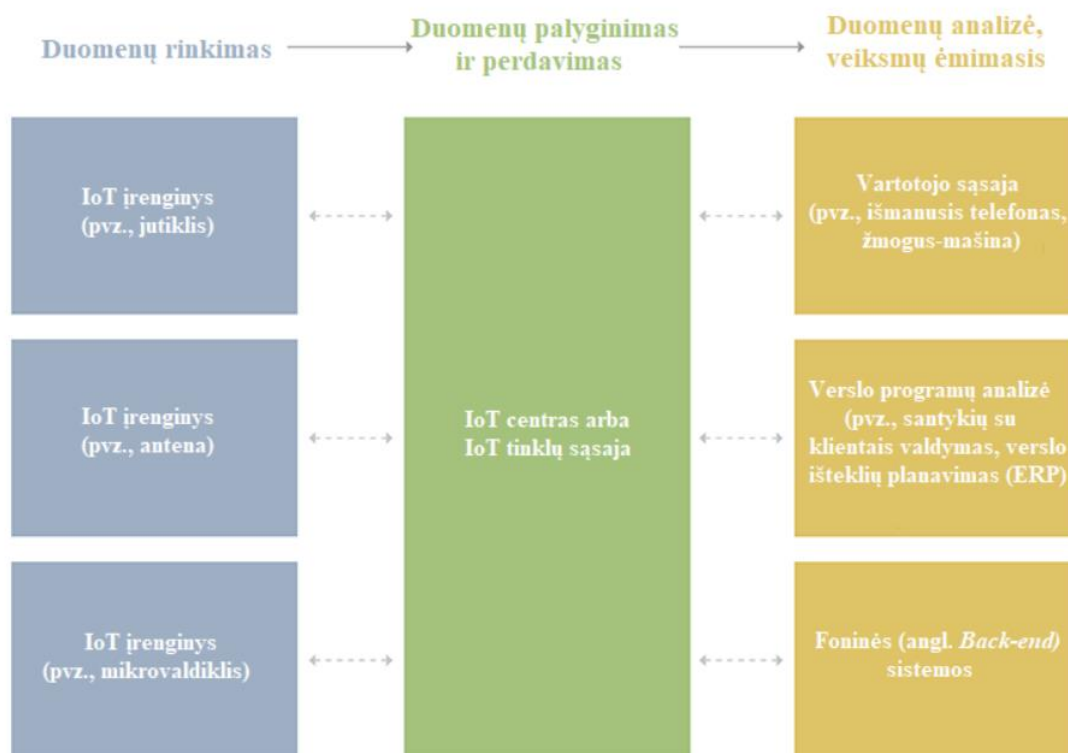 Duomenų rinkimas
Duomenų palyginimas
ir perdavimas
Duomenų analizė,
veiksmų ėmimasis
IoT įrenginys
(pvz., jutiklis)
IoT įrenginys
(pvz., antena)
IoT įrenginys
(pvz., mikrovaldiklis)
IoT centras arba
IoT tinklų sąsaja
Vartotojo sąsaja
(pvz., išmanusis telefonas,
žmogus-mašina)
Verslo programų analizė
(pvz., santykių su
klientais valdymas, verslo
išteklių planavimas (ERP)
Foninės (angl. Back-end)
sistemos